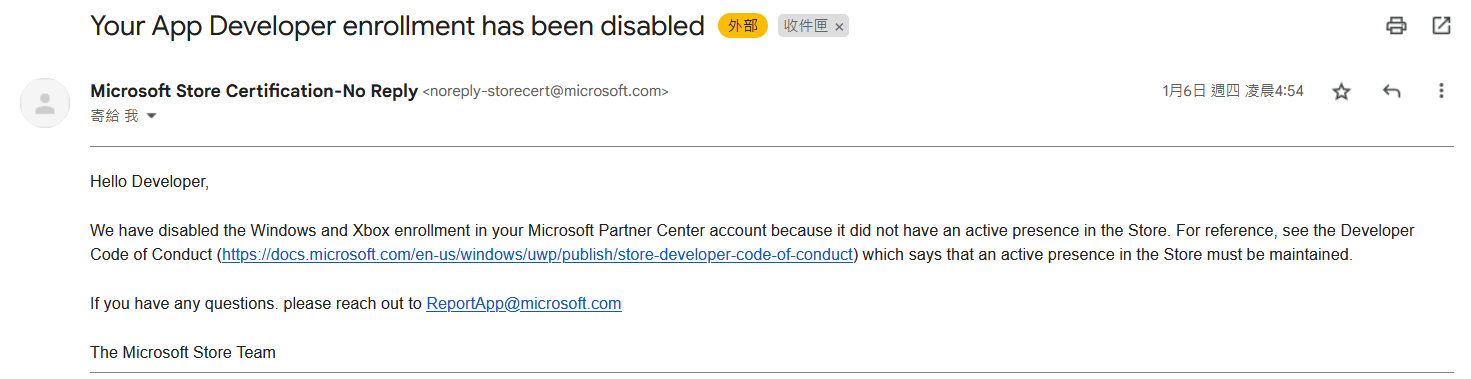 Your App Developer enrollment has been disabled 外部 收件匣 ×
Microsoft Store Certification-No Reply <noreply-storecert@microsoft.com> 1月6日 週四 凌晨4:54
寄給 我
Hello Developer,
We have disabled the Windows and Xbox enrollment in your Microsoft Partner Center account because it did not have an active presence in the Store. For reference, see the Developer
Code of Conduct (https://docs.microsoft.com/en-us/windows/uwp/publish/store-developer-code-of-conduct) which says that an active presence in the Store must be maintained.
If you have any questions. please reach out to ReportApp@microsoft.com
The Microsoft Store Team